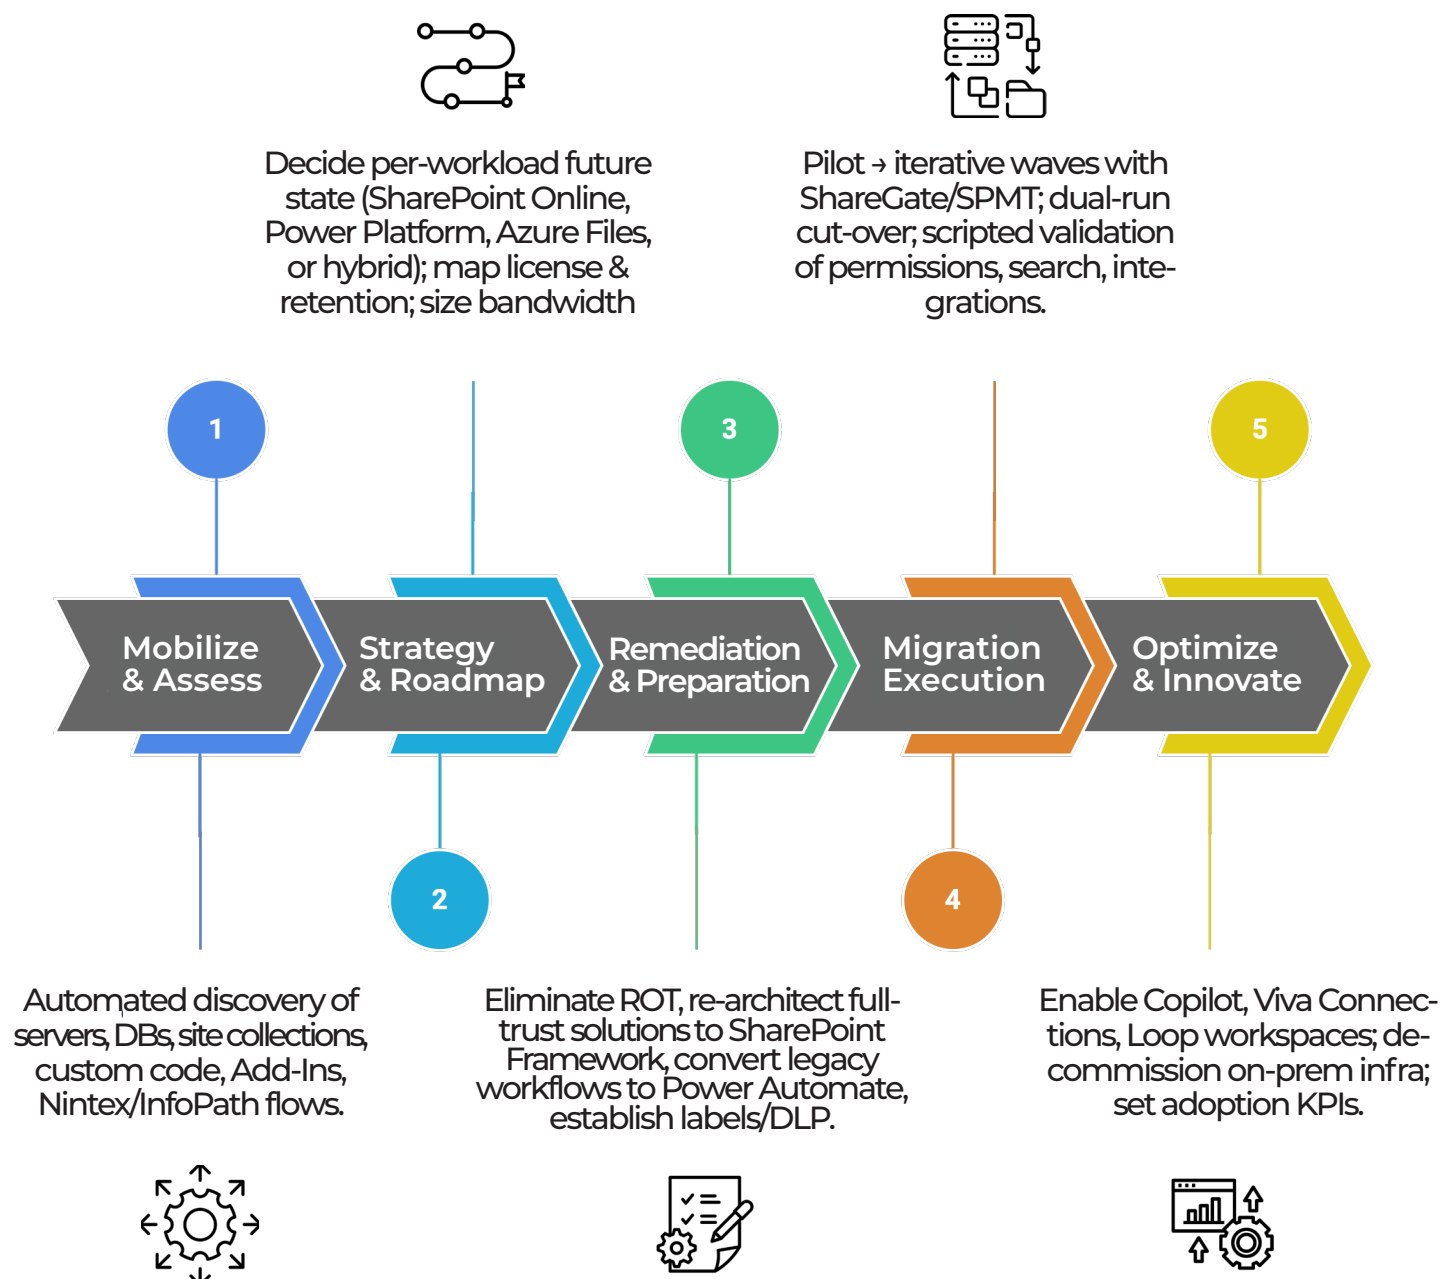 Decide per-workload future
state (SharePoint Online,
Power Platform, Azure Files,
or hybrid); map license &
retention; size bandwidth
Pilot → iterative waves with
ShareGate/SPMT; dual-run
cut-over; scripted validation
of permissions, search, inte-
grations.
1
3
5
Mobilize
& Assess
Strategy
& Roadmap
Remediation
& Preparation
Migration
Execution
Optimize
& Innovate
2
4
Automated discovery of
servers, DBs, site collections,
custom code, Add-Ins,
Nintex/InfoPath flows.
Eliminate ROT, re-architect full-
trust solutions to SharePoint
Framework, convert legacy
workflows to Power Automate,
establish labels/DLP.
Enable Copilot, Viva Connec-
tions, Loop workspaces; de-
commission on-prem infra;
set adoption KPIs.